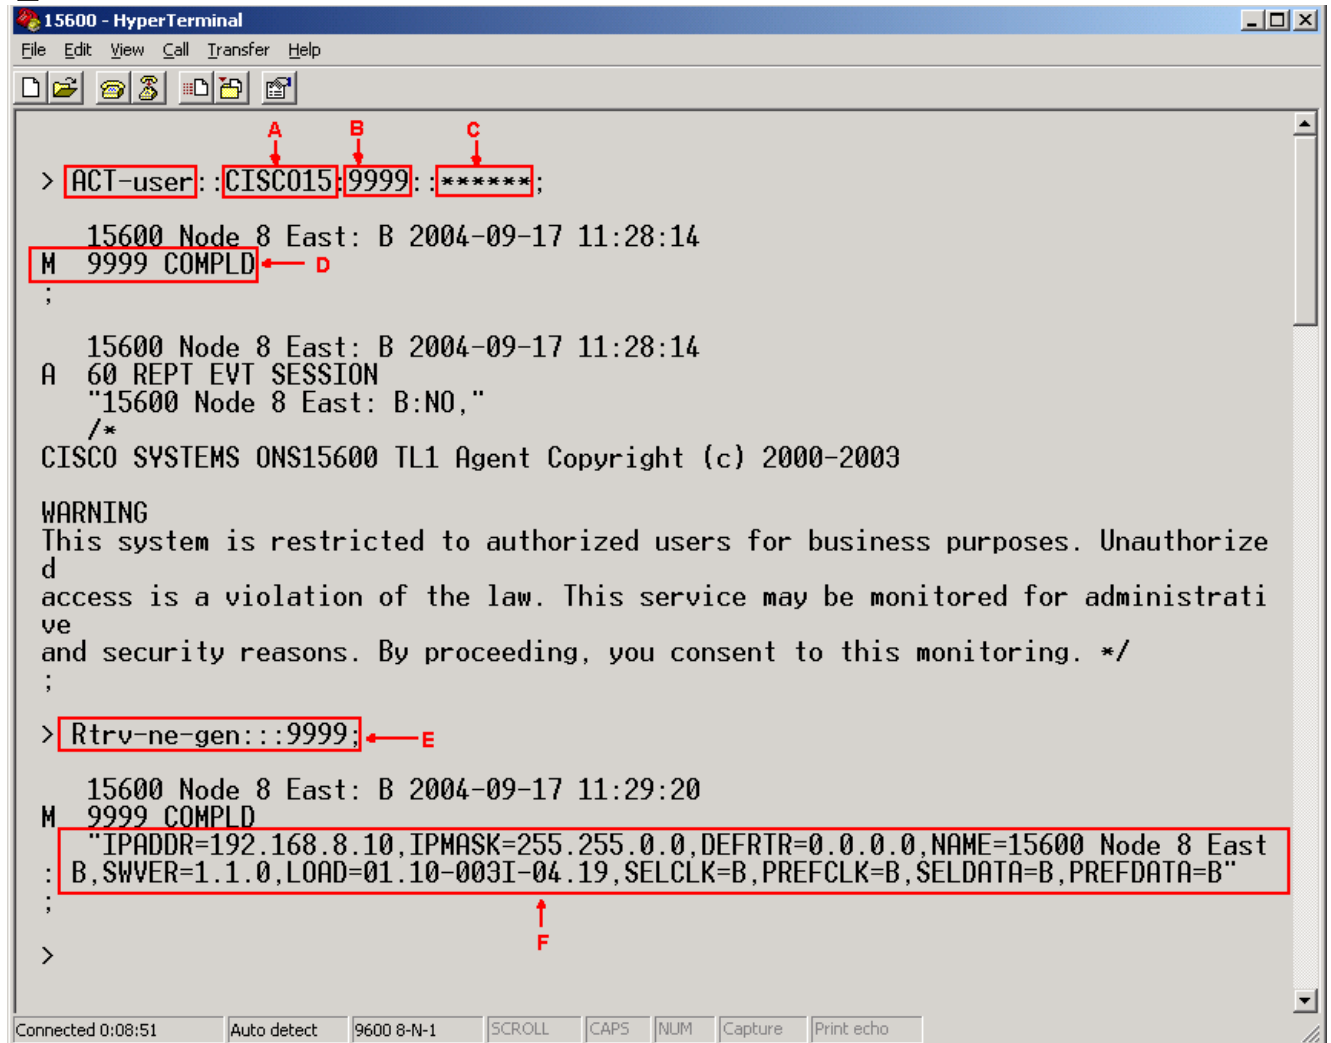 15600 - HyperTerminal
File Edit View Call Transfer Help
A B C
> ACT-user::CISCO15:9999::******;
15600 Node 8 East: B 2004-09-17 11:28:14
M 9999 COMPLD D
;
15600 Node 8 East: B 2004-09-17 11:28:14
A 60 REPT EVT SESSION
"15600 Node 8 East: B:NO,"
/*
CISCO SYSTEMS ONS15600 TL1 Agent Copyright (c) 2000-2003
WARNING
This system is restricted to authorized users for business purposes. Unauthorize
d
access is a violation of the law. This service may be monitored for administrati
ve
and security reasons. By proceeding, you consent to this monitoring. */
;
> Rtrv-ne-gen:::9999; E
15600 Node 8 East: B 2004-09-17 11:29:20
M 9999 COMPLD
"IPADDR=192.168.8.10,IPMASK=255.255.0.0,DEFRTR=0.0.0.0,NAME=15600 Node 8 East
: B,SWVER=1.1.0,LOAD=01.10-003I-04.19,SELCLK=B,PREFCLK=B,SELDATA=B,PREFDATA=B"
;
F
>
Connected 0:08:51 Auto detect 9600 8-N-1 SCROLL CAPS NUM Capture Print echo